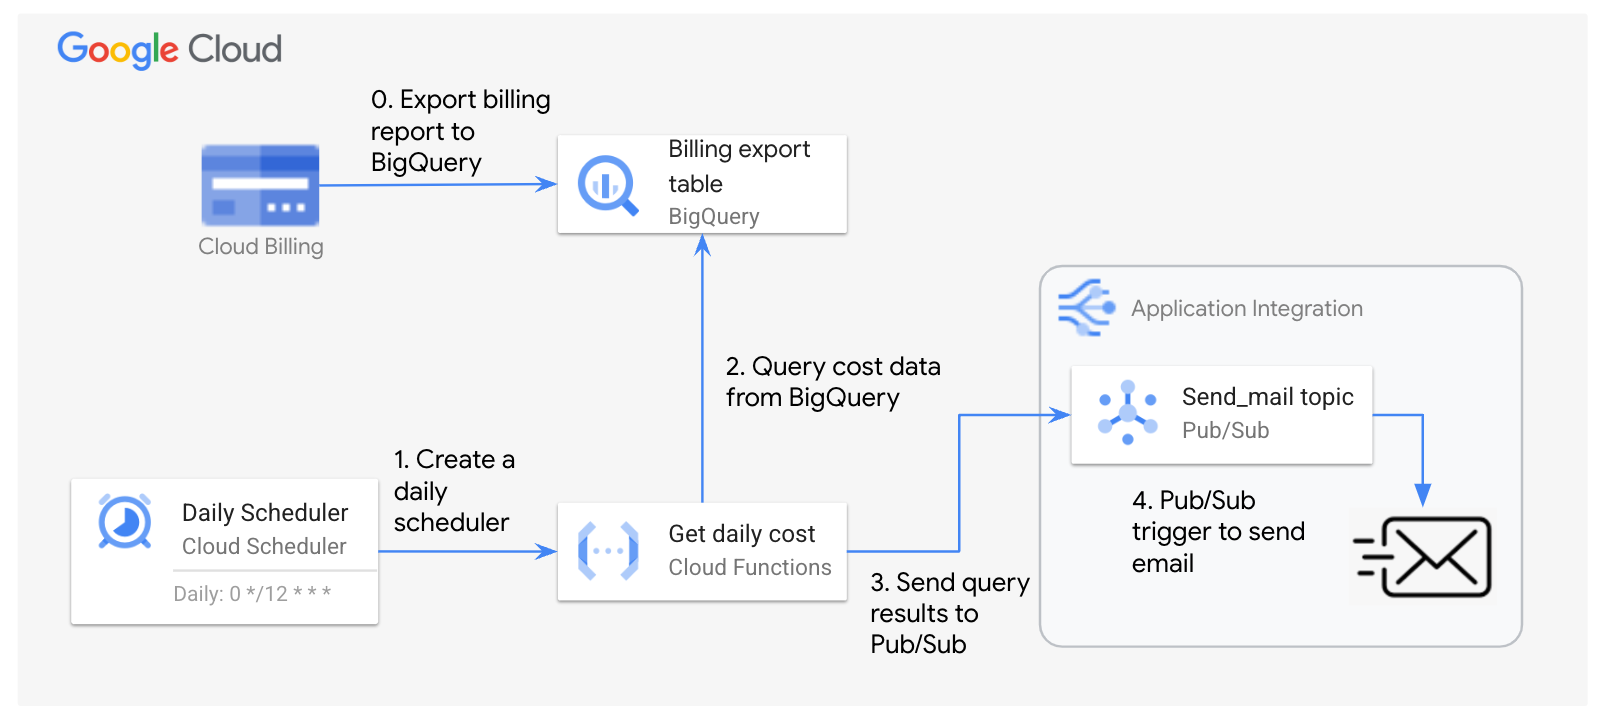 Google Cloud
0. Export billing
report to
BigQuery
Cloud Billing
Billing export
table
BigQuery
Application Integration
2. Query cost data
from BigQuery
Send_mail topic
Pub/Sub
1. Create a
daily
scheduler
Daily Scheduler
Cloud Scheduler
Daily: 0 */12 * * *
Get daily cost
Cloud Functions
3. Send query
results to
Pub/Sub
4. Pub/Sub
trigger to send
email